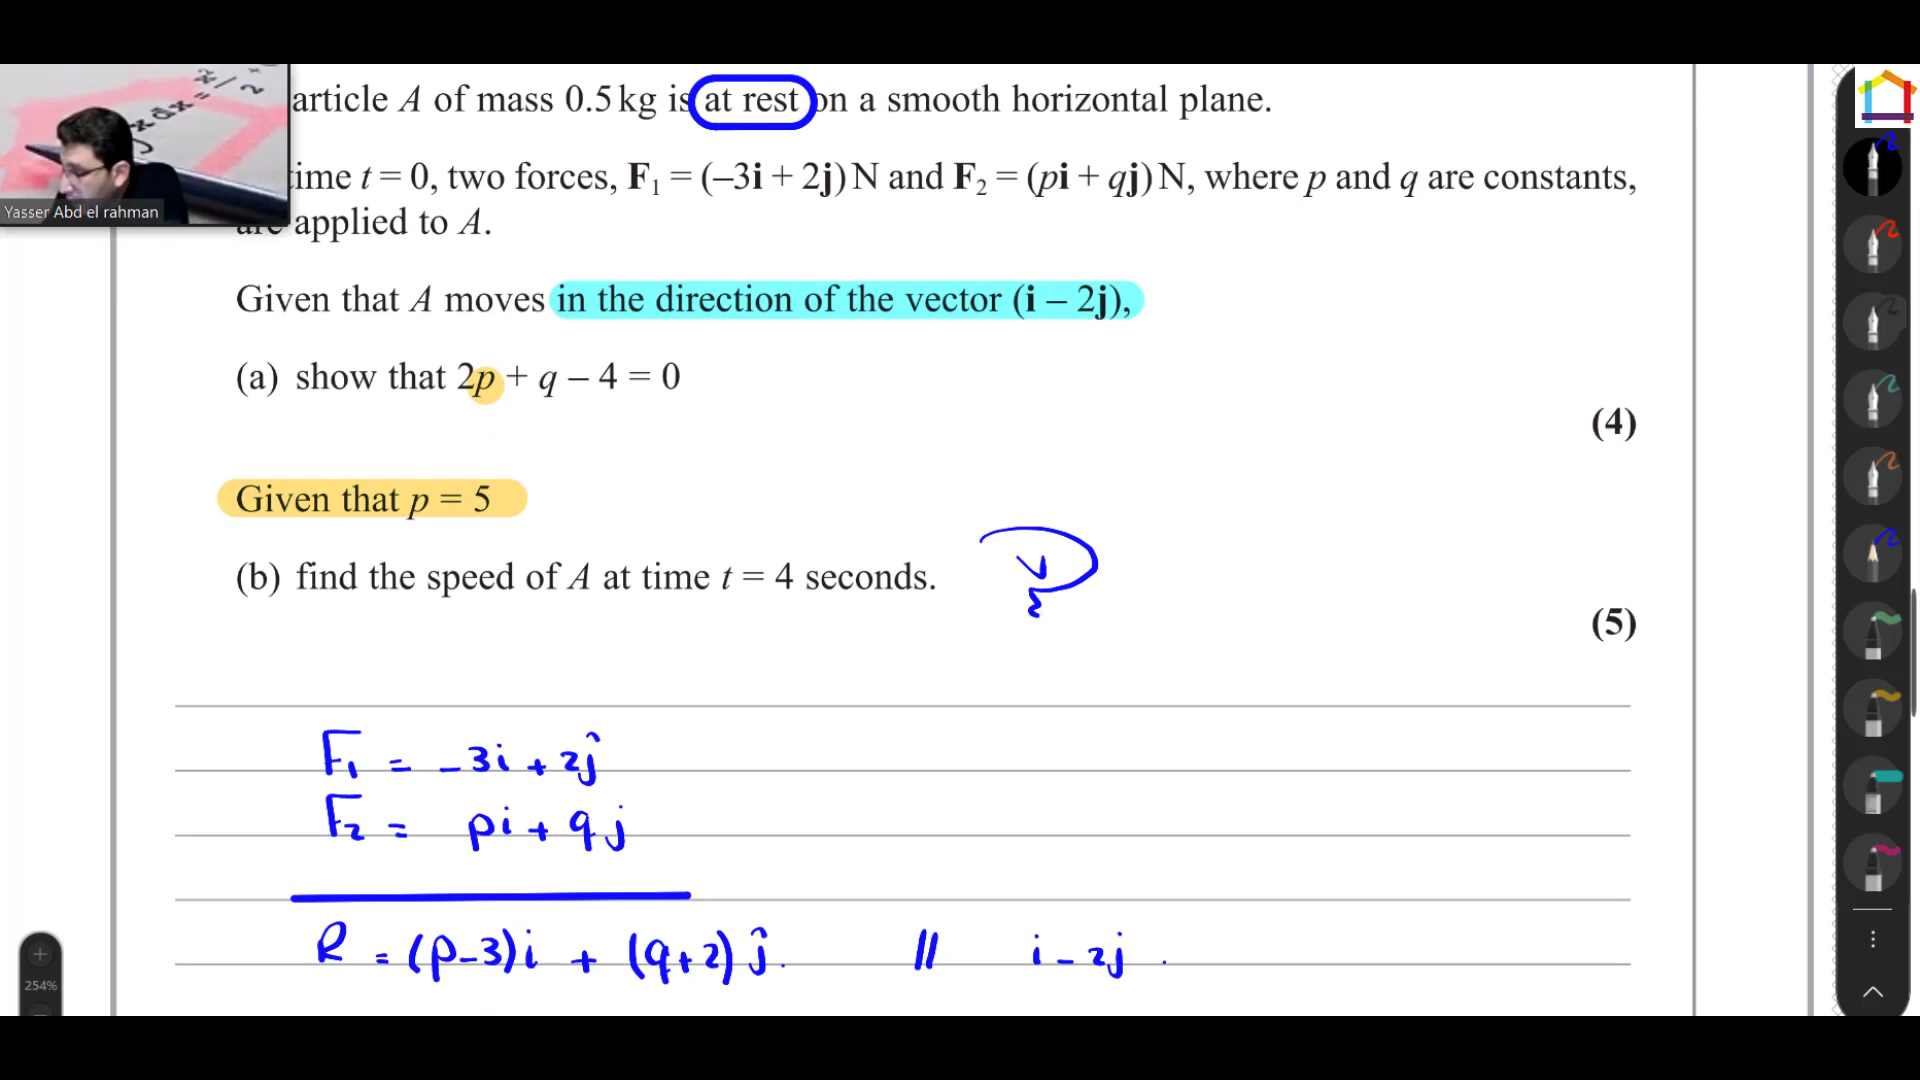 article A of mass 0.5 kg is at rest on a smooth horizontal plane.
ime t = 0, two forces, F₁ = (–3i + 2j) N and F₂ = (pi + qj) N, where p and q are constants,
are applied to A.
Yasser Abd el rahman
Given that A moves in the direction of the vector (i – 2j),
(a) show that 2p + q – 4 = 0
(4)
Given that p = 5
(b) find the speed of A at time t = 4 seconds.
(5)
F₁ = -3i + 2j
F₂ = pi + qj
R = (p-3)i + (q+2)j. // i - 2j.
254%